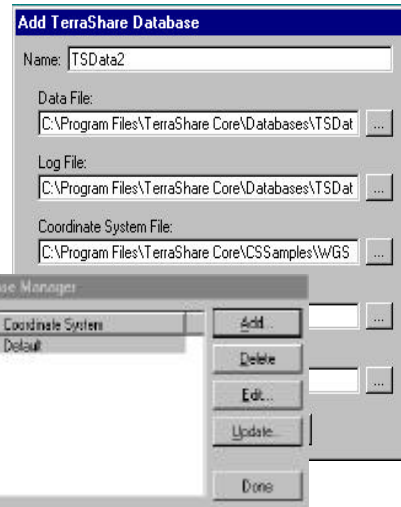 Add TerraShare Database
Name: TSData2
Data File:
C:\Program Files\TerraShare Core\Databases\TSDat ...
Log File:
C:\Program Files\TerraShare Core\Databases\TSDat ...
Coordinate System File:
C:\Program Files\TerraShare Core\CSSamples\WGS ...
...
...
ase Manager
Coordinate System
Default
Add...
Delete
Edit...
Update...
Done